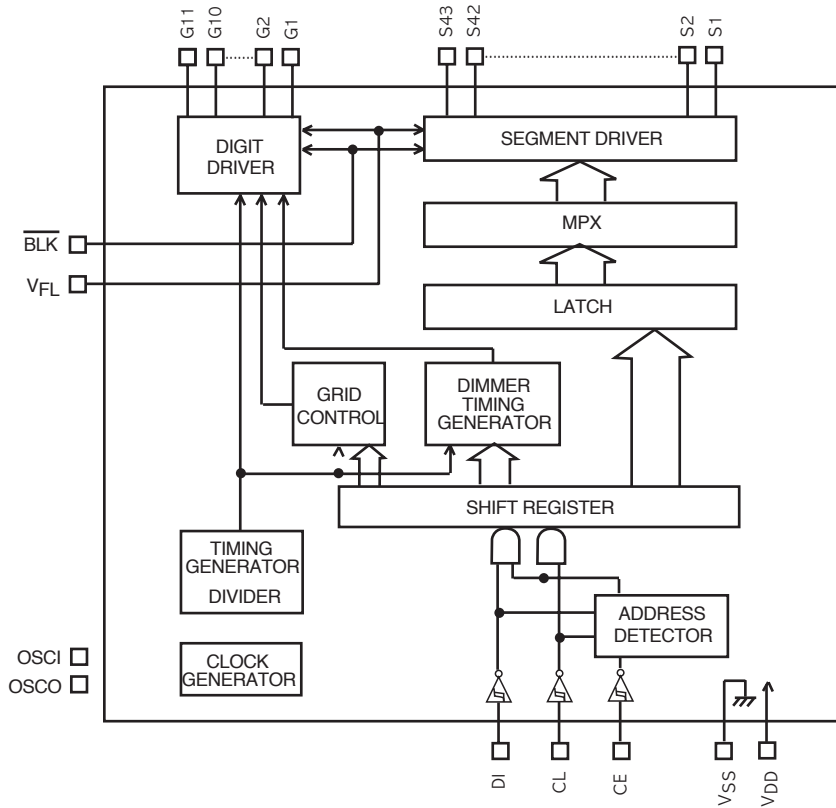 G11
G10
G2
G1
S43
S42
S2
S1
DIGIT
DRIVER
SEGMENT DRIVER
MPX
LATCH
BLK
VFL
GRID
CONTROL
DIMMER
TIMING
GENERATOR
SHIFT REGISTER
TIMING
GENERATOR
DIVIDER
ADDRESS
DETECTOR
OSCI
OSCO
CLOCK
GENERATOR
DI
CL
CE
VSS
VDD